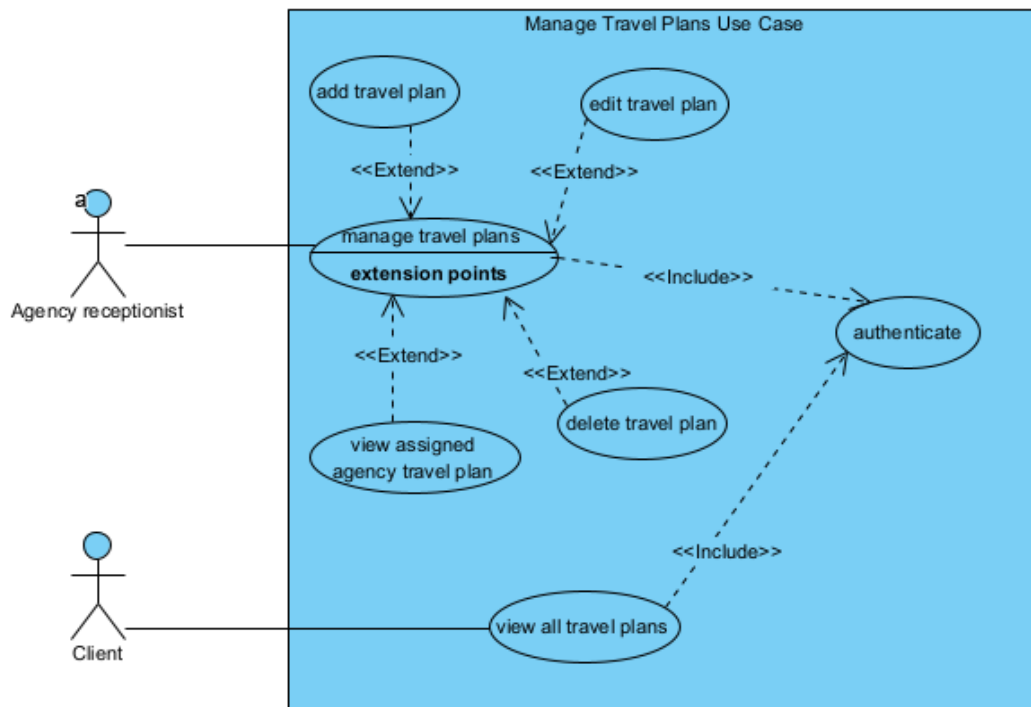 Manage Travel Plans Use Case
add travel plan
edit travel plan
<<Extend>>
<<Extend>>
a
manage travel plans
extension points
<<Include>>
Agency receptionist
authenticate
<<Extend>>
<<Extend>>
delete travel plan
view assigned
agency travel plan
<<Include>>
view all travel plans
Client